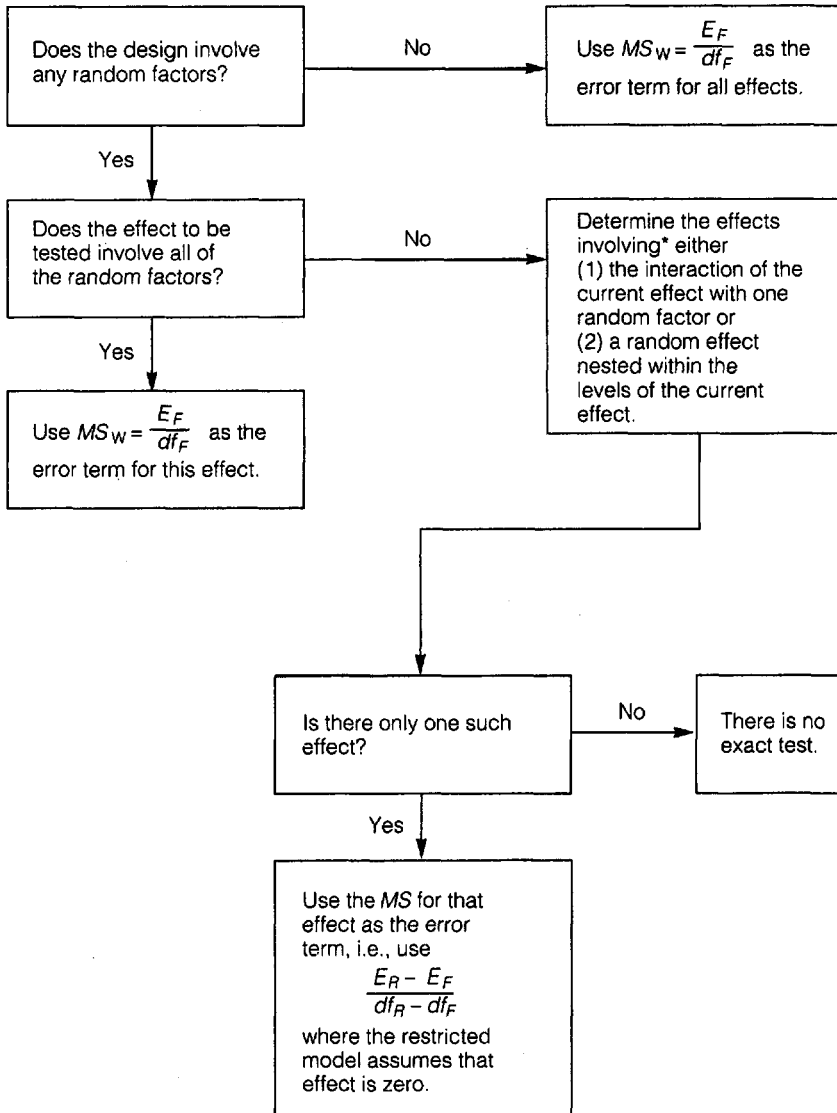 Does the design involve
any random factors?
No
Use MS_W = E_F / df_F as the
error term for all effects.
Yes
Does the effect to be
tested involve all of
the random factors?
No
Determine the effects
involving* either
(1) the interaction of the
current effect with one
random factor or
(2) a random effect
nested within the
levels of the current
effect.
Yes
Use MS_W = E_F / df_F as the
error term for this effect.
Is there only one such
effect?
No
There is no
exact test.
Yes
Use the MS for that
effect as the error
term, i.e., use
E_R – E_F
df_R – df_F
where the restricted
model assumes that
effect is zero.